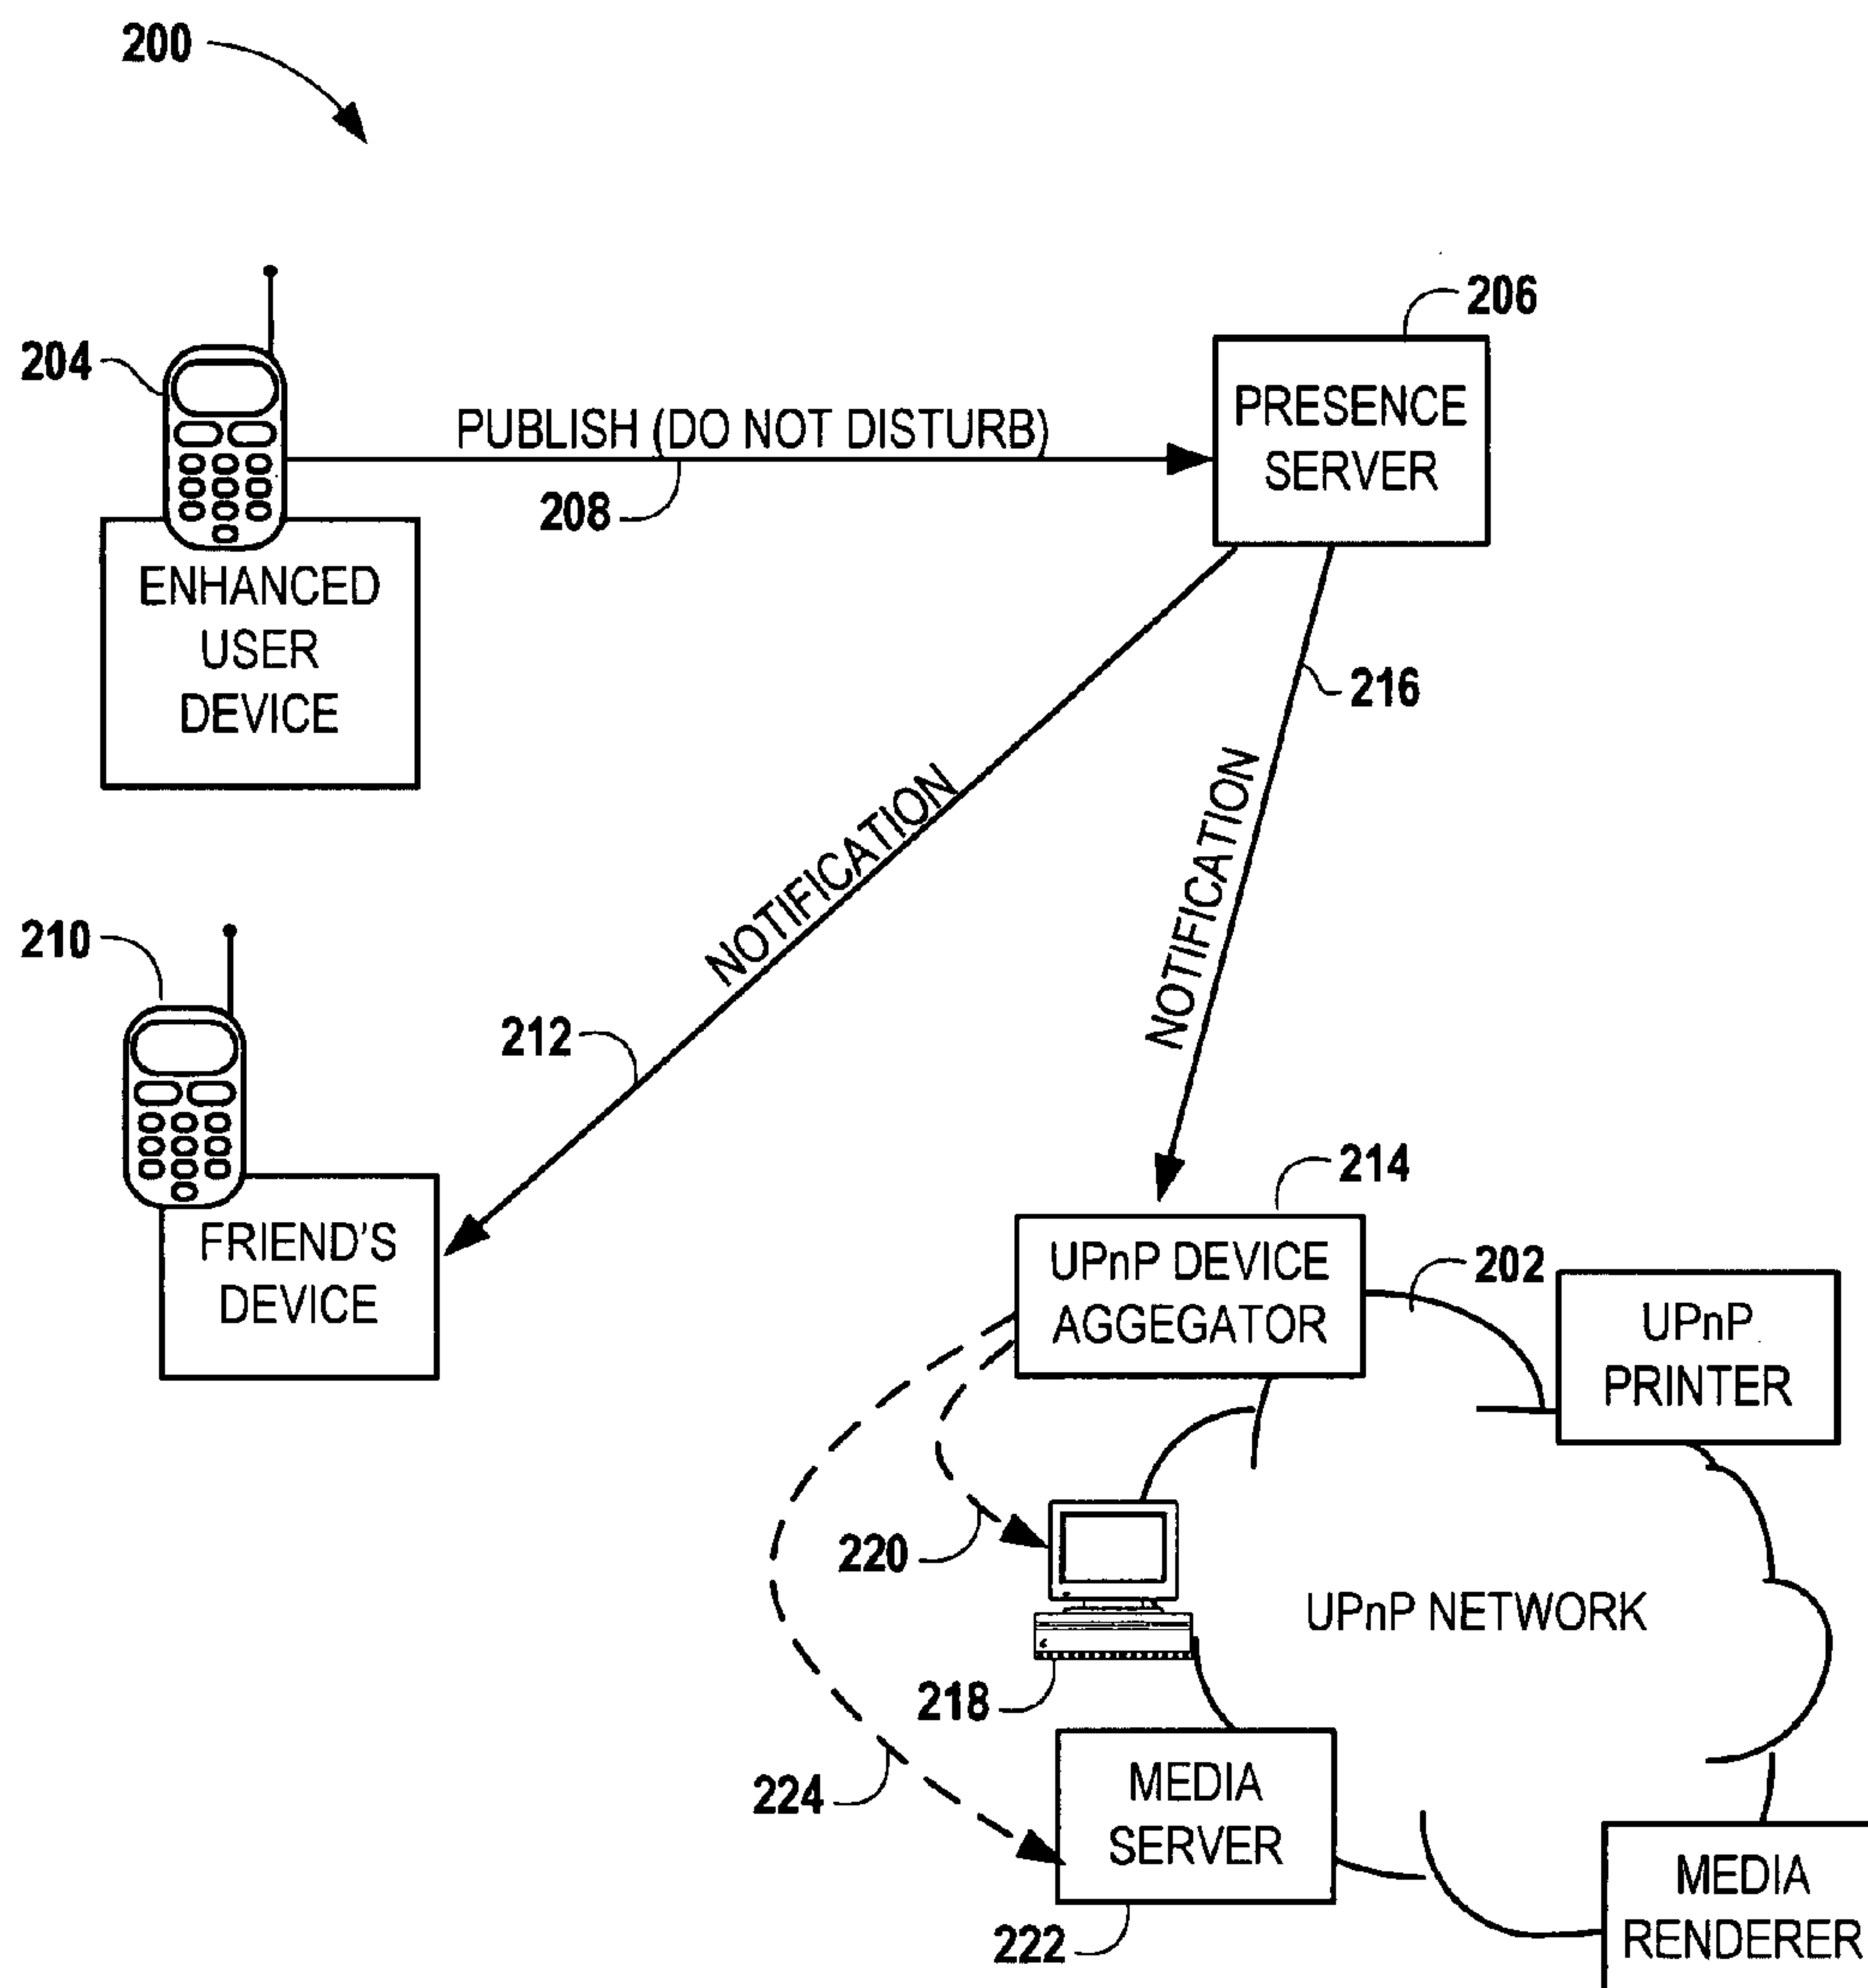 200
206
204
PRESENCE
SERVER
PUBLISH (DO NOT DISTURB)
208
ENHANCED
USER
DEVICE
216
NOTIFICATION
NOTIFICATION
210
212
214
202
FRIEND'S
DEVICE
UPnP DEVICE
AGGEGATOR
UPnP
PRINTER
220
UPnP NETWORK
218
224
MEDIA
SERVER
222
MEDIA
RENDERER